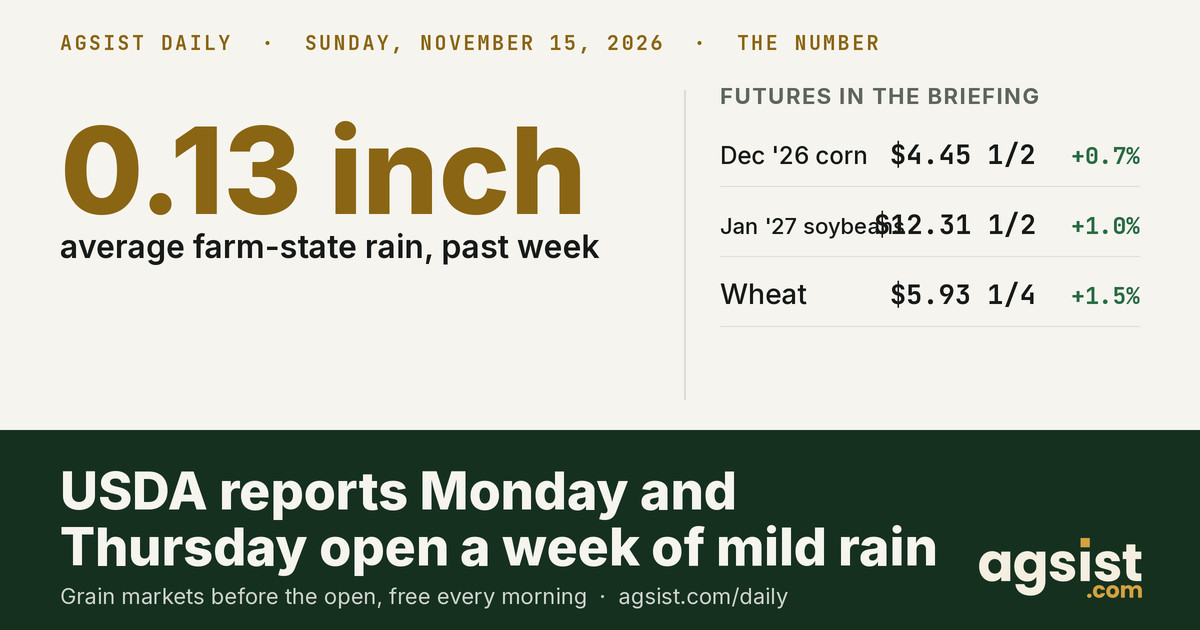 AGSIST DAILY · SUNDAY, NOVEMBER 15, 2026 · THE NUMBER
0.13 inch
average farm-state rain, past week
FUTURES IN THE BRIEFING
Dec '26 corn $4.45 1/2 +0.7%
Jan '27 soybeans $12.31 1/2 +1.0%
Wheat $5.93 1/4 +1.5%
USDA reports Monday and
Thursday open a week of mild rain
Grain markets before the open, free every morning · agsist.com/daily
agsist
.com